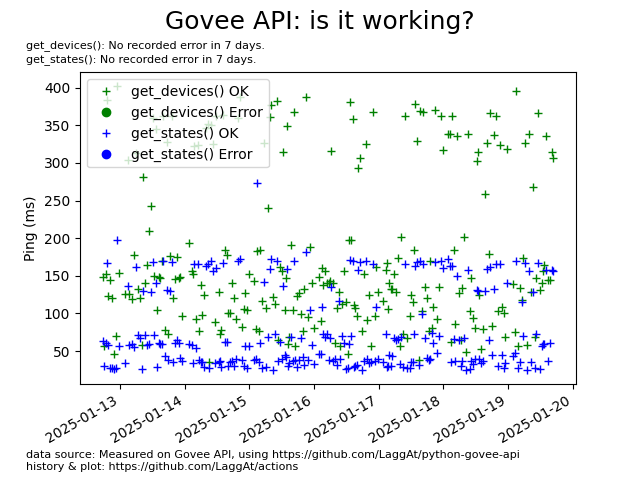 Govee API: is it working?
get_devices(): No recorded error in 7 days.
get_states(): No recorded error in 7 days.
400
350
300
250
200
150
100
50
Ping (ms)
get_devices() OK
get_devices() Error
get_states() OK
get_states() Error
2025-01-13
2025-01-14
2025-01-15
2025-01-16
2025-01-17
2025-01-18
2025-01-19
2025-01-20
data source: Measured on Govee API, using https://github.com/LaggAt/python-govee-api
history & plot: https://github.com/LaggAt/actions